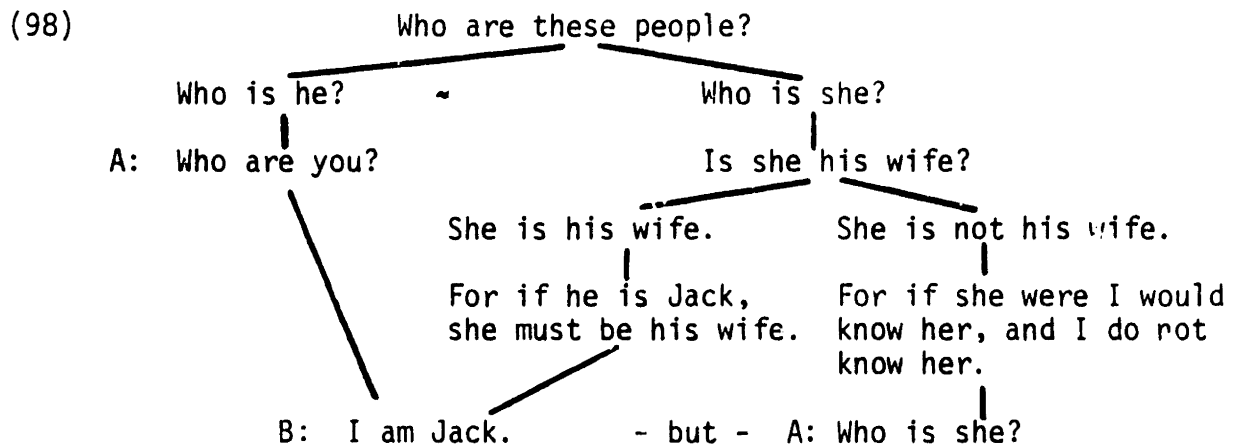 (98) Who are these people?
Who is he? ~ Who is she?
A: Who are you? Is she his wife?
She is his wife. She is not his wife.
For if he is Jack, For if she were I would
she must be his wife. know her, and I do not
know her.
B: I am Jack. - but - A: Who is she?